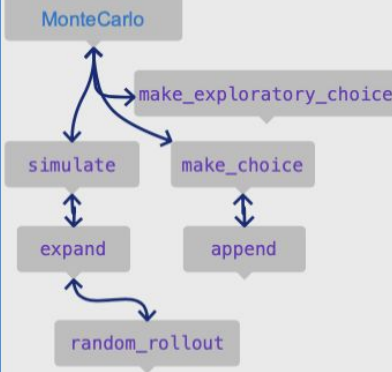 MonteCarlo
make_exploratory_choice
simulate
make_choice
expand
append
random_rollout